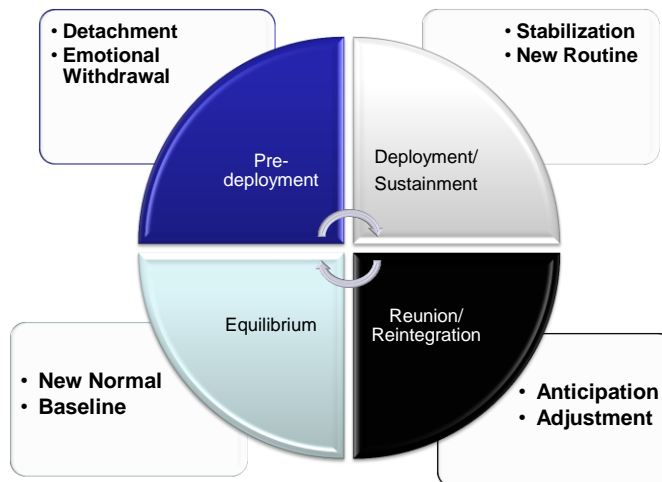 • Detachment
• Emotional
Withdrawal
• Stabilization
• New Routine
Pre-
deployment
Deployment/
Sustainment
Equilibrium
Reunion/
Reintegration
• New Normal
• Baseline
• Anticipation
• Adjustment